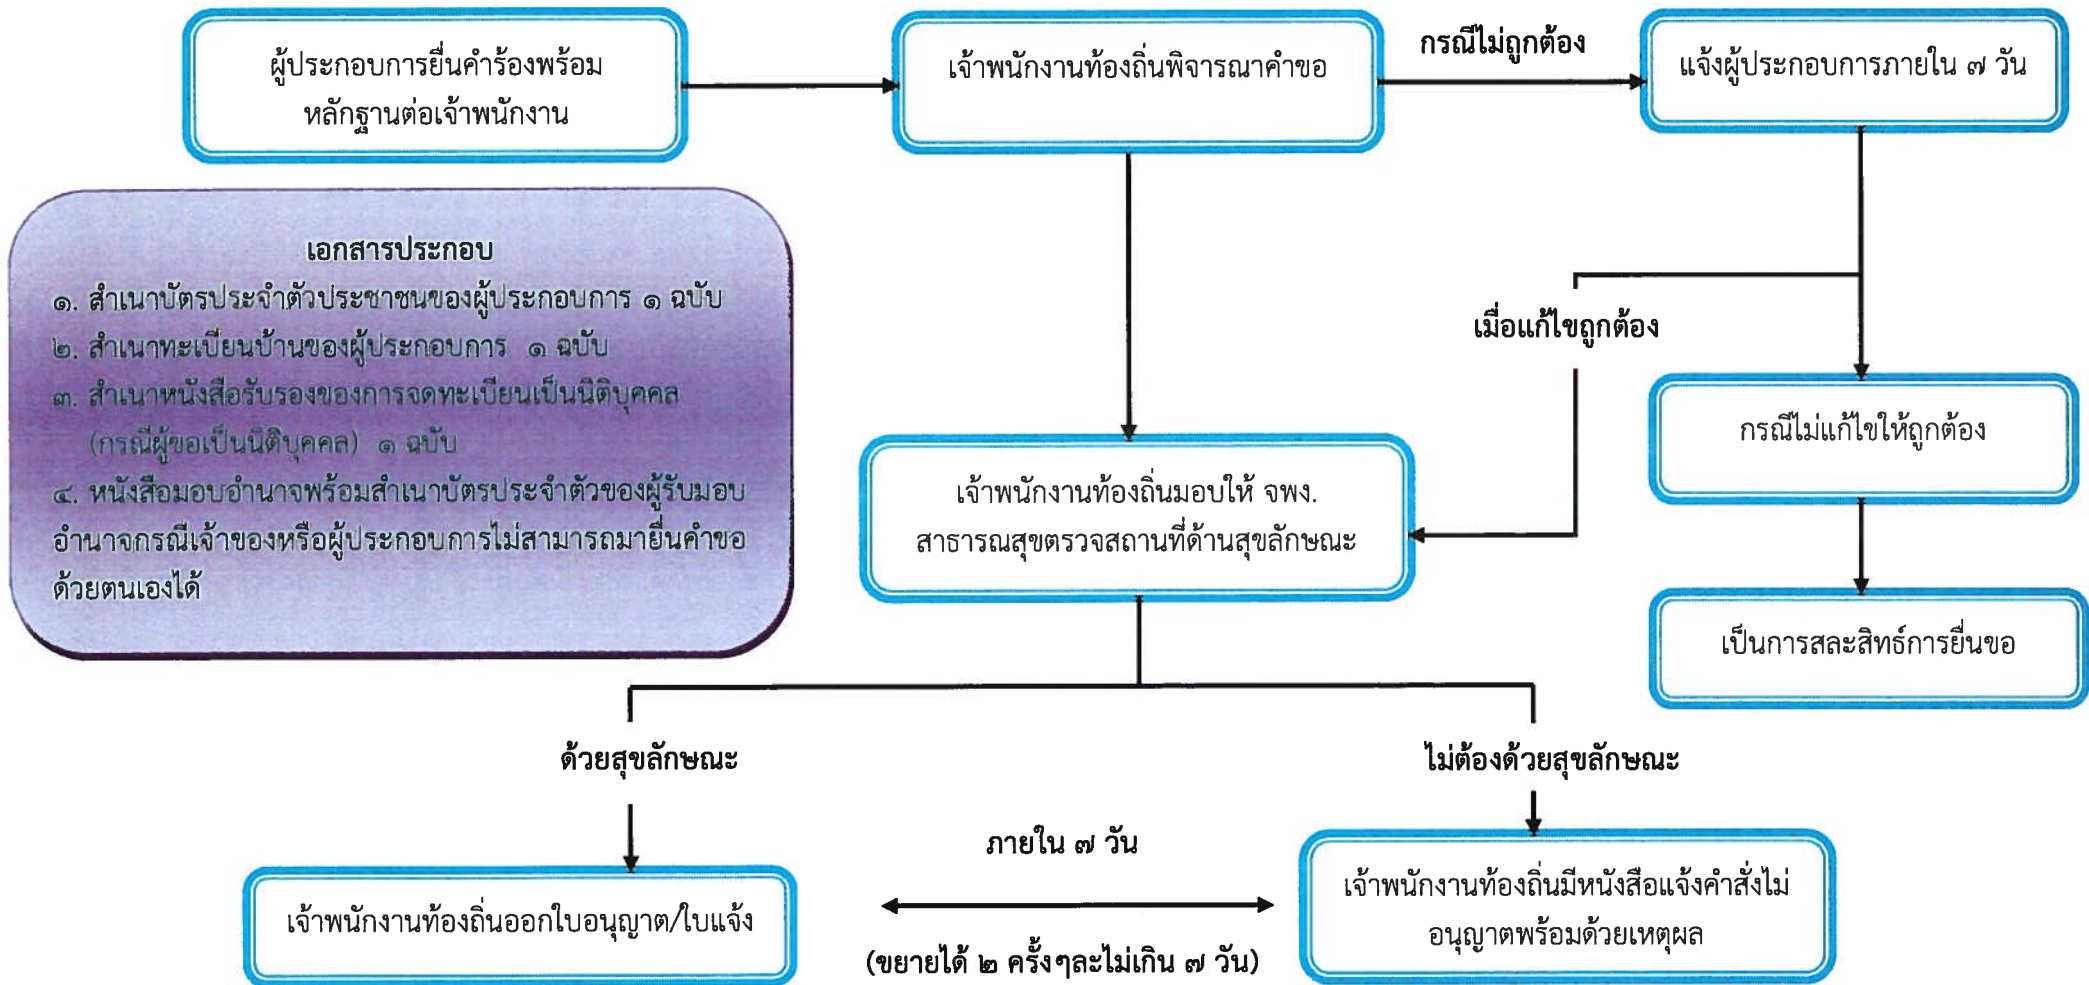 ผู้ประกอบการยื่นคำร้องพร้อม
หลักฐานต่อเจ้าพนักงาน
เจ้าพนักงานท้องถิ่นพิจารณาคำขอ
กรณีไม่ถูกต้อง
แจ้งผู้ประกอบการภายใน ๗ วัน
เอกสารประกอบ
๑. สำเนาบัตรประจำตัวประชาชนของผู้ประกอบการ ๑ ฉบับ
๒. สำเนาทะเบียนบ้านของผู้ประกอบการ ๑ ฉบับ
๓. สำเนาหนังสือรับรองของการจดทะเบียนเป็นนิติบุคคล
(กรณีผู้ขอเป็นนิติบุคคล) ๑ ฉบับ
๔. หนังสือมอบอำนาจพร้อมสำเนาบัตรประจำตัวของผู้รับมอบ
อำนาจกรณีเจ้าของหรือผู้ประกอบการไม่สามารถมายื่นคำขอ
ด้วยตนเองได้
เมื่อแก้ไขถูกต้อง
กรณีไม่แก้ไขให้ถูกต้อง
เจ้าพนักงานท้องถิ่นมอบให้ จพง.
สาธารณสุขตรวจสถานที่ด้านสุขลักษณะ
เป็นการสละสิทธ์การยื่นขอ
ด้วยสุขลักษณะ
ไม่ต้องด้วยสุขลักษณะ
เจ้าพนักงานท้องถิ่นออกใบอนุญาต/ใบแจ้ง
ภายใน ๗ วัน
(ขยายได้ ๒ ครั้งๆละไม่เกิน ๗ วัน)
เจ้าพนักงานท้องถิ่นมีหนังสือแจ้งคำสั่งไม่
อนุญาตพร้อมด้วยเหตุผล